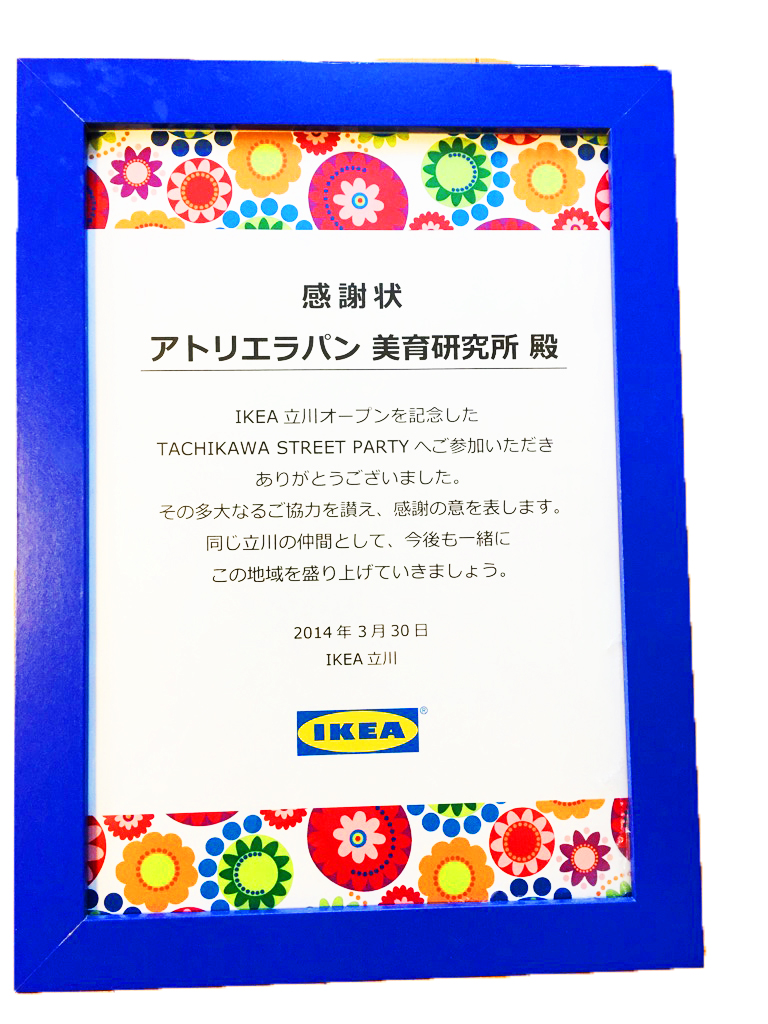 感謝状
アトリエラパン 美育研究所 殿
IKEA 立川オープンを記念した
TACHIKAWA STREET PARTY へご参加いただき
ありがとうございました。
その多大なるご協力を讃え、感謝の意を表します。
同じ立川の仲間として、今後も一緒に
この地域を盛り上げていきましょう。
2014 年 3 月 30 日
IKEA 立川
IKEA®